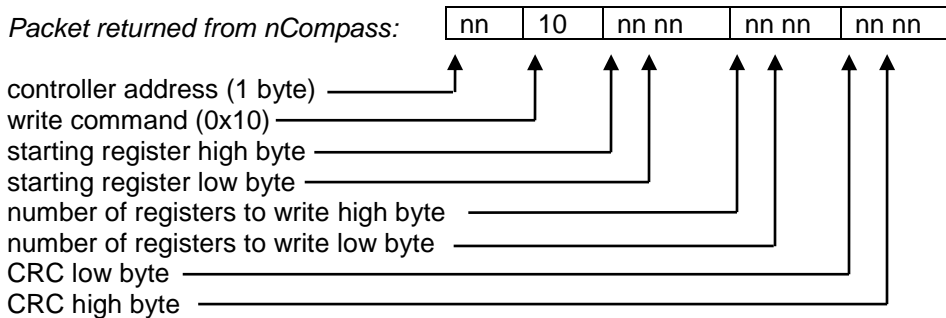 Packet returned from nCompass: nn 10 nn nn nn nn nn nn
controller address (1 byte)
write command (0x10)
starting register high byte
starting register low byte
number of registers to write high byte
number of registers to write low byte
CRC low byte
CRC high byte